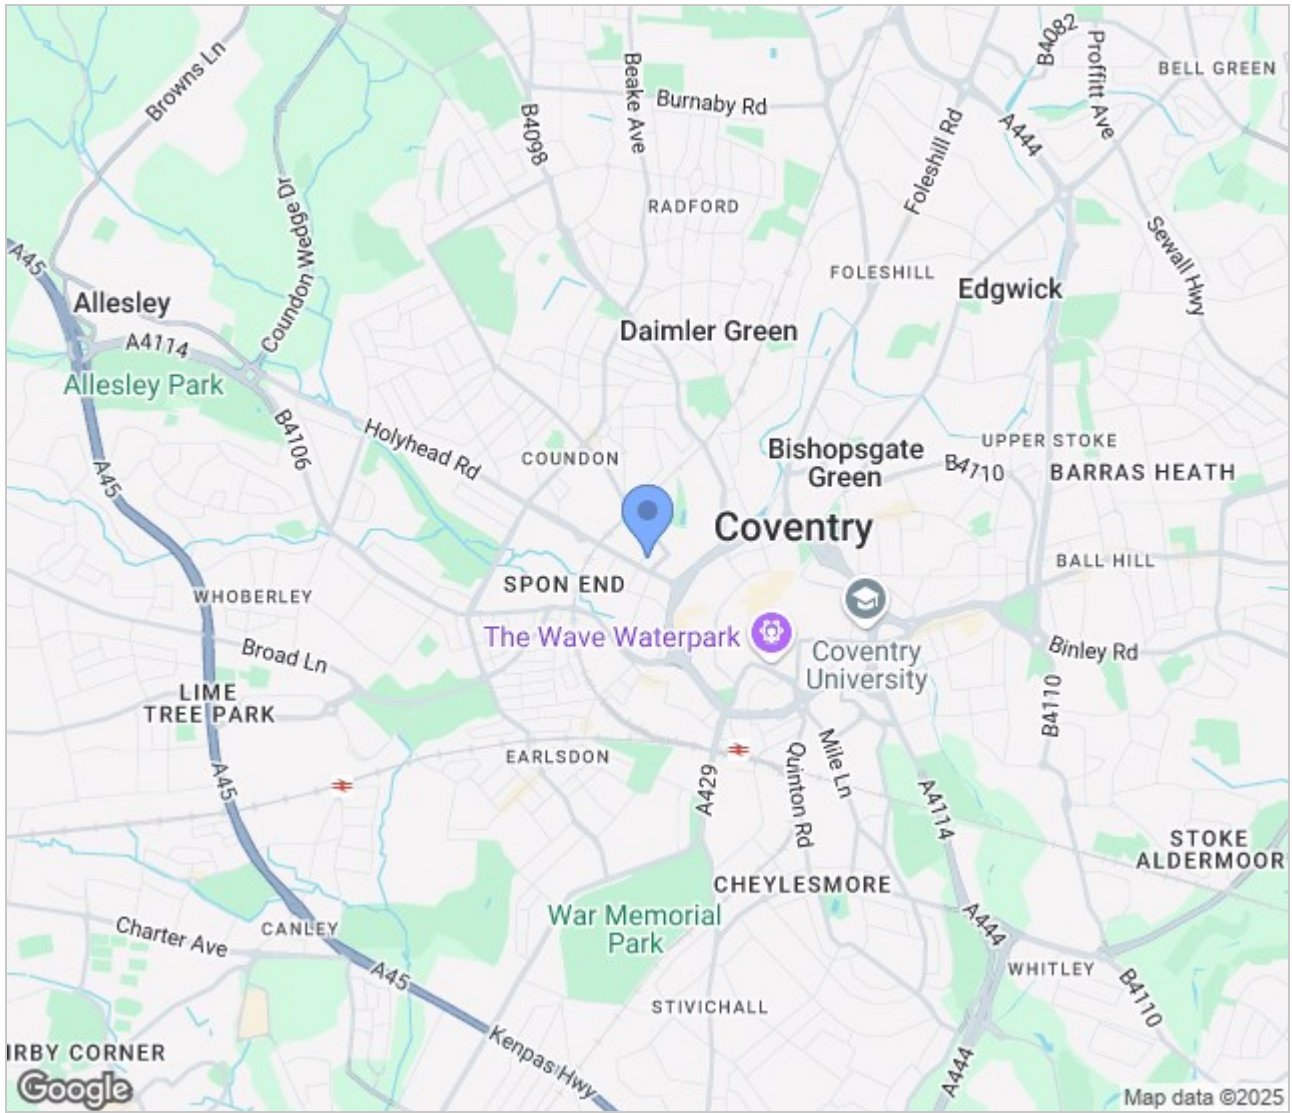 B4082
Proffitt Ave
BELL GREEN
Browns Ln
Beake Ave
Burnaby Rd
B4098
A444
Foleshill Rd
Coundon Wedge Dr
RADFORD
Sewall Hwy
A45
FOLESHILL
Edgwick
Allesley
Daimler Green
A4114
Allesley Park
B4106
Holyhead Rd
COUNDON
UPPER STOKE
Bishopsgate
Green
B4710
BARRAS HEATH
A45
Coventry
BALL HILL
SPON END
WHOBERLEY
The Wave Waterpark
Coventry
University
Binley Rd
Broad Ln
LIME
TREE PARK
B4110
EARLSDON
A45
A429
Quinton Rd
Mile Ln
A4114
STOKE
ALDERMOOR
CHEYLESMORE
War Memorial
Park
Charter Ave
CANLEY
A444
A45
WHITLEY
B4110
STIVICHALL
IRBY CORNER
Kenpas Hwy
A444
Google
Map data ©2025